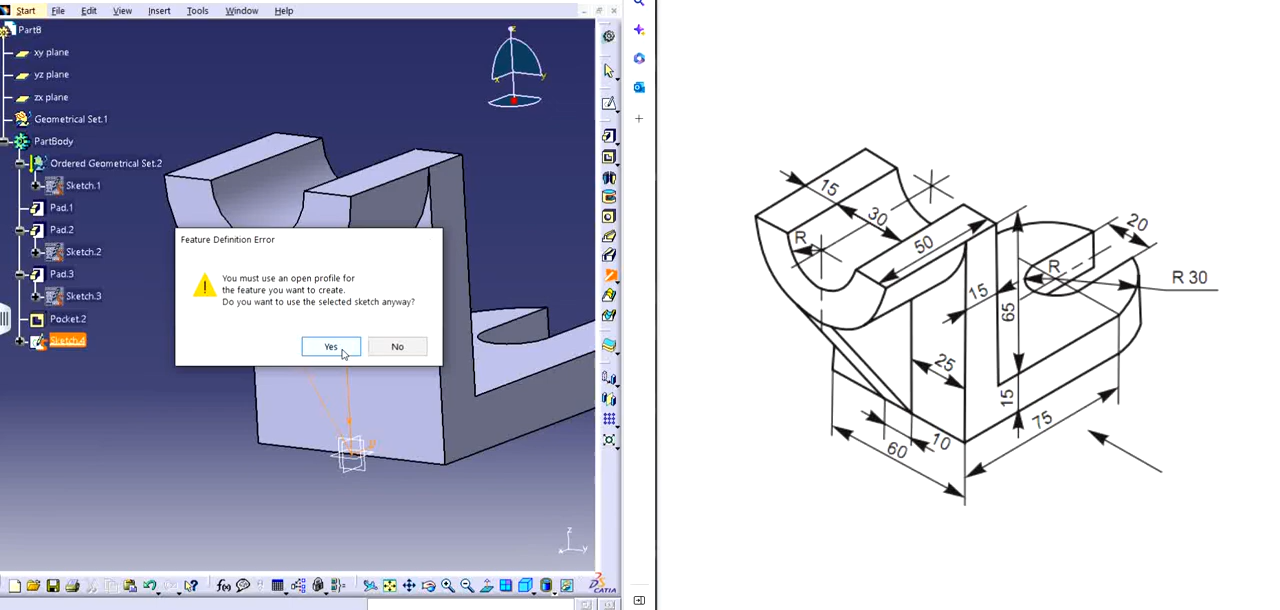 Start File Edit View Insert Tools Window Help
Part8
xy plane
yz plane
zx plane
Geometrical Set.1
PartBody
Ordered Geometrical Set.2
Sketch.1
Pad.1
Pad.2
Sketch.2
Pad.3
Sketch.3
Pocket.2
Sketch.4
z
x
y
Feature Definition Error
You must use an open profile for
the feature you want to create.
Do you want to use the selected sketch anyway?
Yes
No
z
x
y
f(x)
CATIA
15
30
R
50
20
R
R 30
15
65
25
15
75
10
60